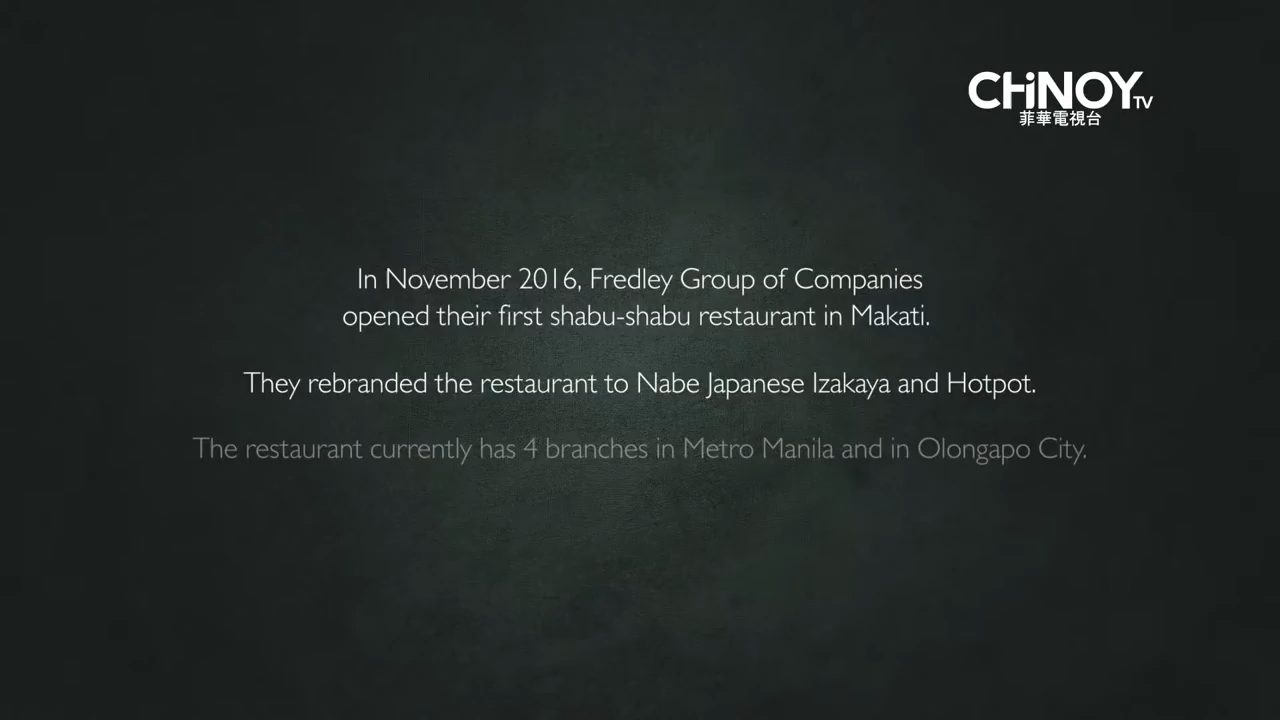 CHiNOY TV
菲華電視台
In November 2016, Fredley Group of Companies
opened their first shabu-shabu restaurant in Makati.
They rebranded the restaurant to Nabe Japanese Izakaya and Hotpot.
The restaurant currently has 4 branches in Metro Manila and in Olongapo City.